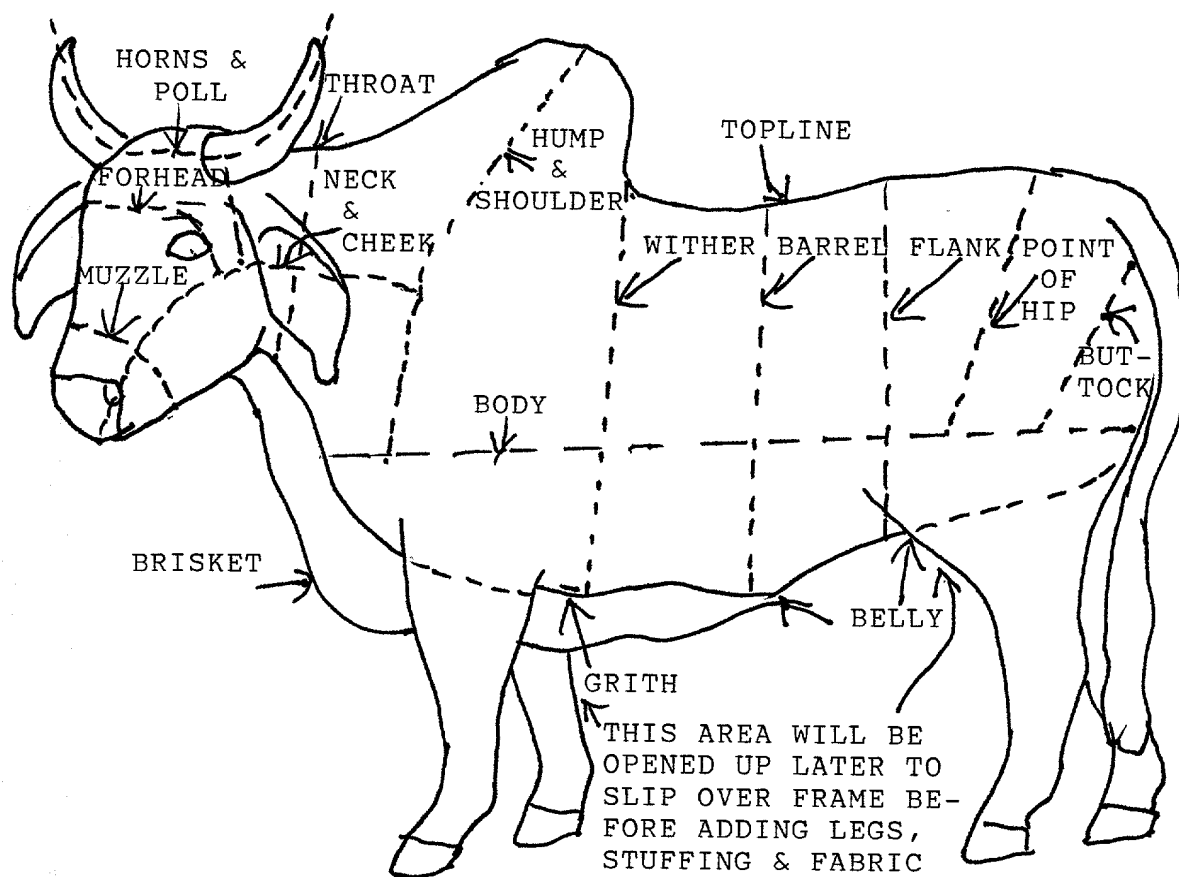 HORNS &
POLL
THROAT
FORHEAD
NECK
&
CHEEK
MUZZLE
HUMP
&
SHOULDER
TOPLINE
WITHER
BARREL
FLANK
POINT
OF
HIP
BUT-
TOCK
BODY
BRISKET
BELLY
GRITH
THIS AREA WILL BE
OPENED UP LATER TO
SLIP OVER FRAME BE-
FORE ADDING LEGS,
STUFFING & FABRIC